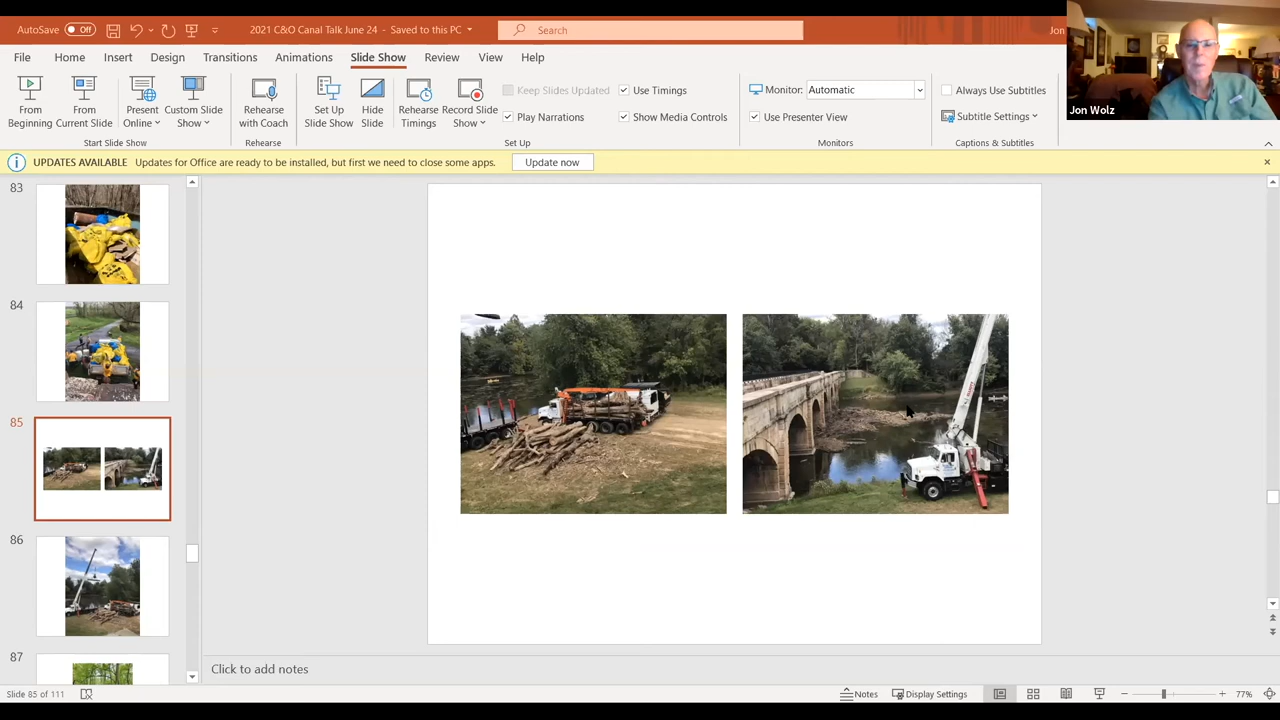 AutoSave Off 2021 C&O Canal Talk June 24 - Saved to this PC Search Jon
File Home Insert Design Transitions Animations Slide Show Review View Help
Jon Wolz
From Beginning
From Current Slide
Present Online
Custom Slide Show
Start Slide Show
Rehearse with Coach
Rehearse
Set Up Slide Show
Hide Slide
Rehearse Timings
Record Slide Show
Keep Slides Updated
Play Narrations
Use Timings
Show Media Controls
Set Up
Monitor: Automatic
Use Presenter View
Monitors
Always Use Subtitles
Subtitle Settings
Captions & Subtitles
UPDATES AVAILABLE Updates for Office are ready to be installed, but first we need to close some apps. Update now
83
84
85
86
87
Click to add notes
Slide 85 of 111 Notes Display Settings 77%